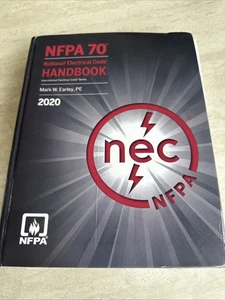 NFPA 70®
National Electrical Code®
HANDBOOK
International Electrical Code® Series
Mark W. Earley, PE
2020
nec®
NFPA
NFPA®